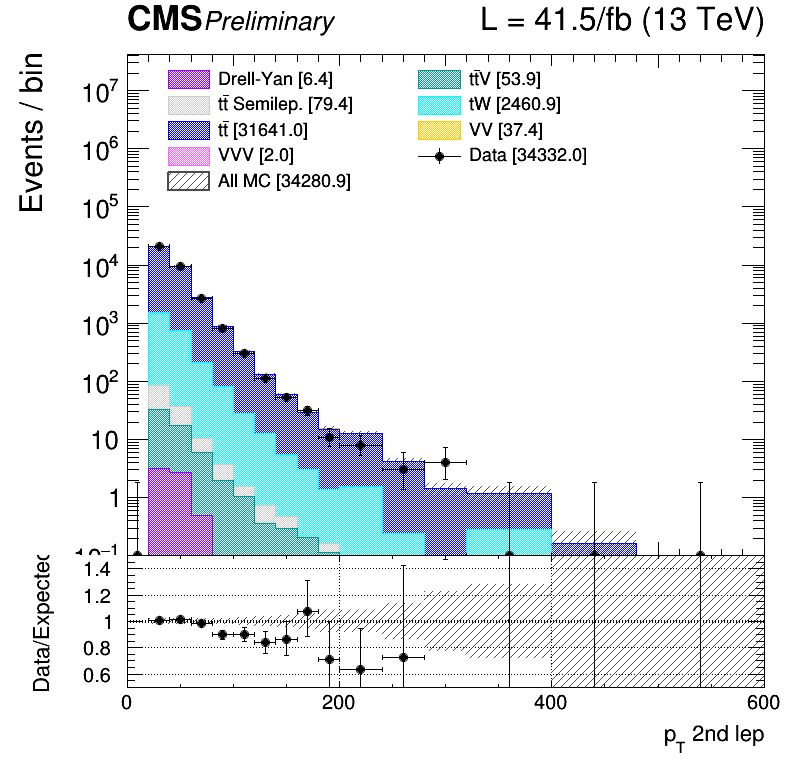 CMS Preliminary L = 41.5/fb (13 TeV)
Events / bin
Drell-Yan [6.4]
tt̄ Semilep. [79.4]
tt̄ [31641.0]
VVV [2.0]
All MC [34280.9]
tt̄V [53.9]
tW [2460.9]
VV [37.4]
Data [34332.0]
10⁷
10⁶
10⁵
10⁴
10³
10²
10
1
10⁻¹
Data/Expected
1.4
1.2
1
0.8
0.6
0 200 400 600
p_T 2nd lep